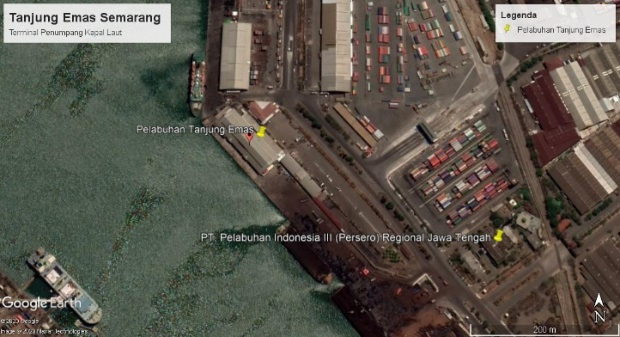 Tanjung Emas Semarang
Terminal Penumpang Kapal Laut
Legenda
Pelabuhan Tanjung Emas
Pelabuhan Tanjung Emas
PT. Pelabuhan Indonesia III (Persero) Regional Jawa Tengah
Google Earth
N
200 m